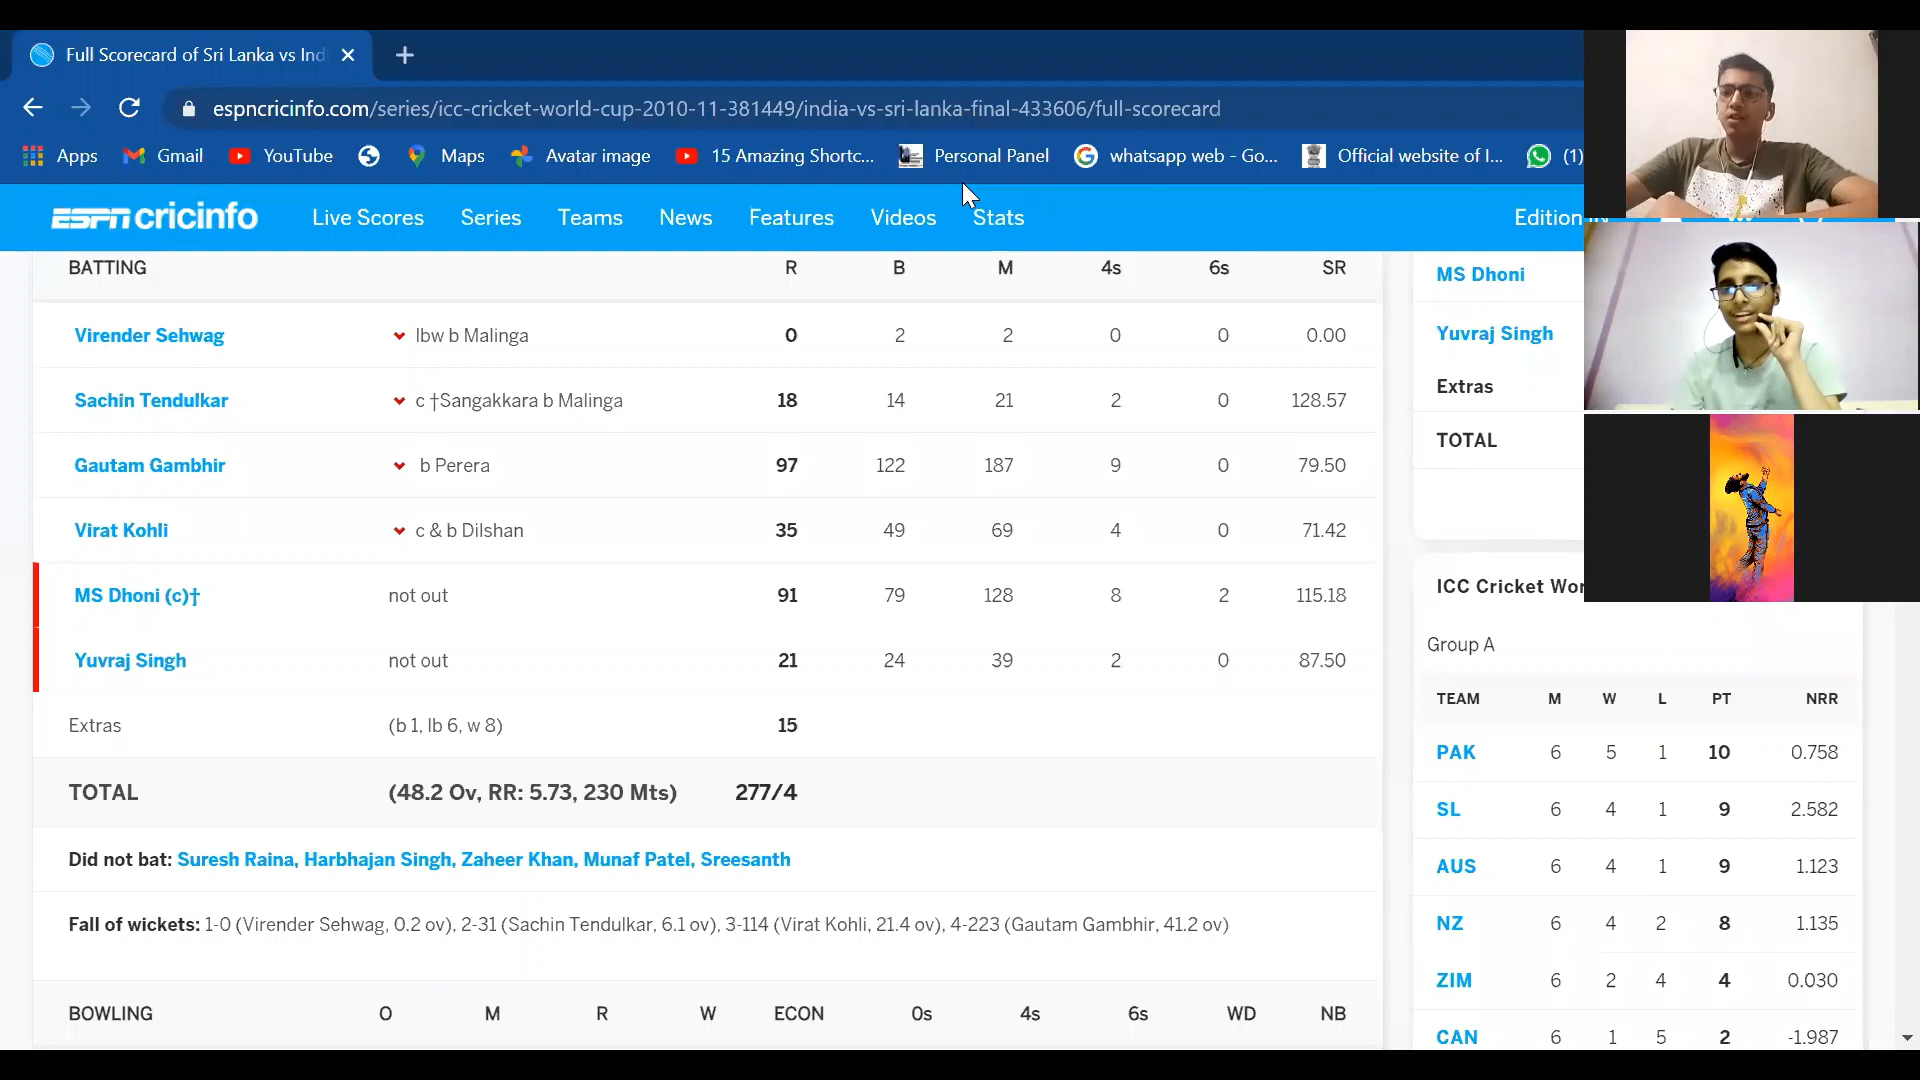 Full Scorecard of Sri Lanka vs Ind
espncricinfo.com/series/icc-cricket-world-cup-2010-11-381449/india-vs-sri-lanka-final-433606/full-scorecard
Apps Gmail YouTube Maps Avatar image 15 Amazing Shortc... Personal Panel whatsapp web - Go... Official website of I... (1)
ESPN cricinfo Live Scores Series Teams News Features Videos Stats Edition IN
BATTING R B M 4s 6s SR
Virender Sehwag lbw b Malinga 0 2 2 0 0 0.00
Sachin Tendulkar c †Sangakkara b Malinga 18 14 21 2 0 128.57
Gautam Gambhir b Perera 97 122 187 9 0 79.50
Virat Kohli c & b Dilshan 35 49 69 4 0 71.42
MS Dhoni (c)† not out 91 79 128 8 2 115.18
Yuvraj Singh not out 21 24 39 2 0 87.50
Extras (b 1, lb 6, w 8) 15
TOTAL (48.2 Ov, RR: 5.73, 230 Mts) 277/4
Did not bat: Suresh Raina, Harbhajan Singh, Zaheer Khan, Munaf Patel, Sreesanth
Fall of wickets: 1-0 (Virender Sehwag, 0.2 ov), 2-31 (Sachin Tendulkar, 6.1 ov), 3-114 (Virat Kohli, 21.4 ov), 4-223 (Gautam Gambhir, 41.2 ov)
BOWLING O M R W ECON 0s 4s 6s WD NB
MS Dhoni
Yuvraj Singh
Extras
TOTAL
ICC Cricket Wor
Group A
TEAM M W L PT NRR
PAK 6 5 1 10 0.758
SL 6 4 1 9 2.582
AUS 6 4 1 9 1.123
NZ 6 4 2 8 1.135
ZIM 6 2 4 4 0.030
CAN 6 1 5 2 -1.987